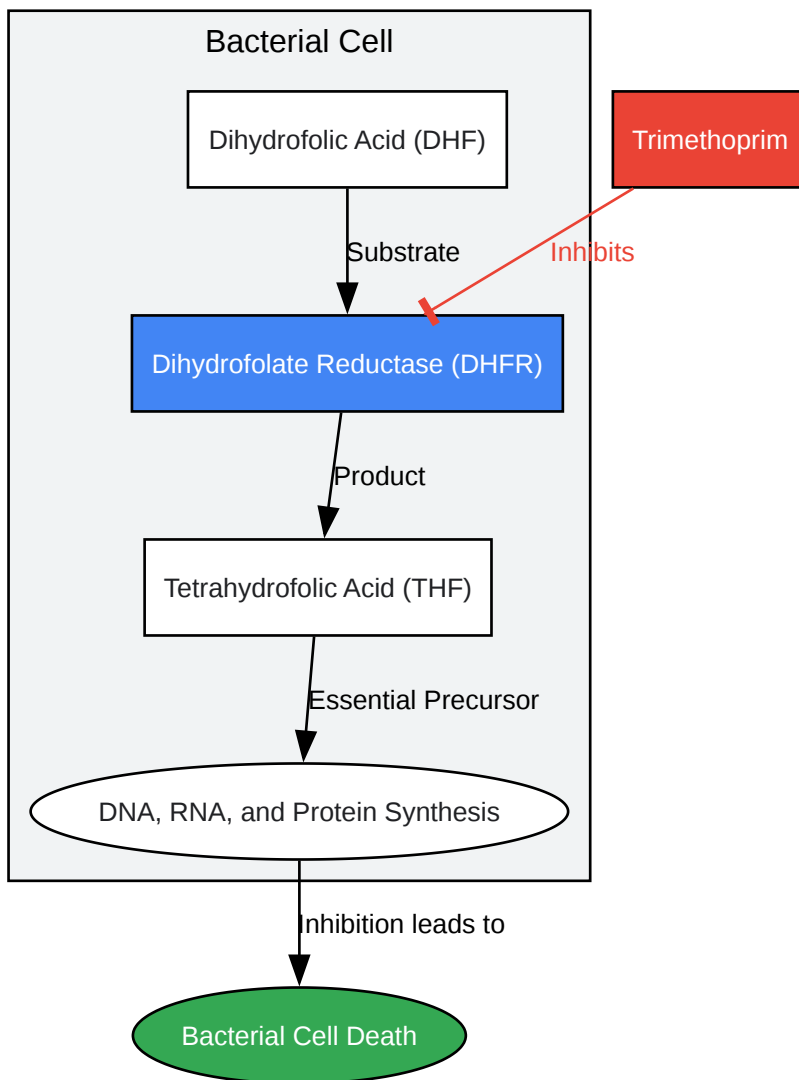 Bacterial Cell
Dihydrofolic Acid (DHF)
Trimethoprim
Substrate
Inhibits
Dihydrofolate Reductase (DHFR)
Product
Tetrahydrofolic Acid (THF)
Essential Precursor
DNA, RNA, and Protein Synthesis
Inhibition leads to
Bacterial Cell Death